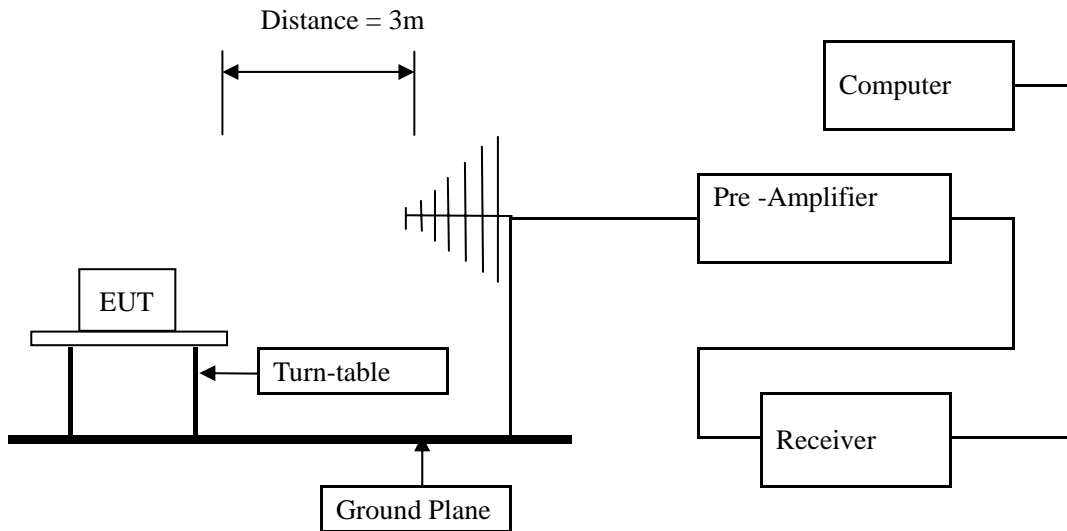 Distance = 3m
Computer
Pre -Amplifier
EUT
Turn-table
Receiver
Ground Plane